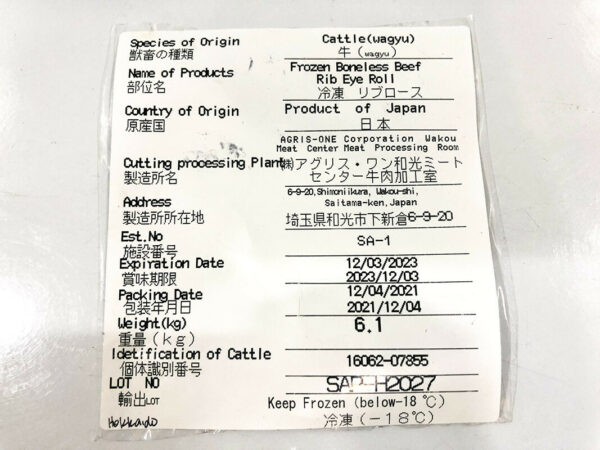 Species of Origin Cattle(wagyu)
獣畜の種類 牛(wagyu)
Name of Products Frozen Boneless Beef
Rib Eye Roll
部位名 冷凍 リブロース
Country of Origin Product of Japan
原産国 日本
AGRIS-ONE Corporation Wakou
Meat Center Meat Processing Room
Cutting processing Plant ㈱アグリス・ワン和光ミート
製造所名 センター牛肉加工室
6-9-20,Shimoniikura, Wakou-shi,
Address Saitama-ken,Japan
製造所所在地 埼玉県和光市下新倉6-9-20
Est.No SA-1
施設番号
Expiration Date 12/03/2023
賞味期限 2023/12/03
Packing Date 12/04/2021
包装年月日 2021/12/04
Weight(kg) 6.1
重量(kg)
Idetification of Cattle 16062-07855
個体識別番号
LOT NO
輸出LOT Keep Frozen (below-18 ℃)
冷凍(-18℃)
Hokkaido